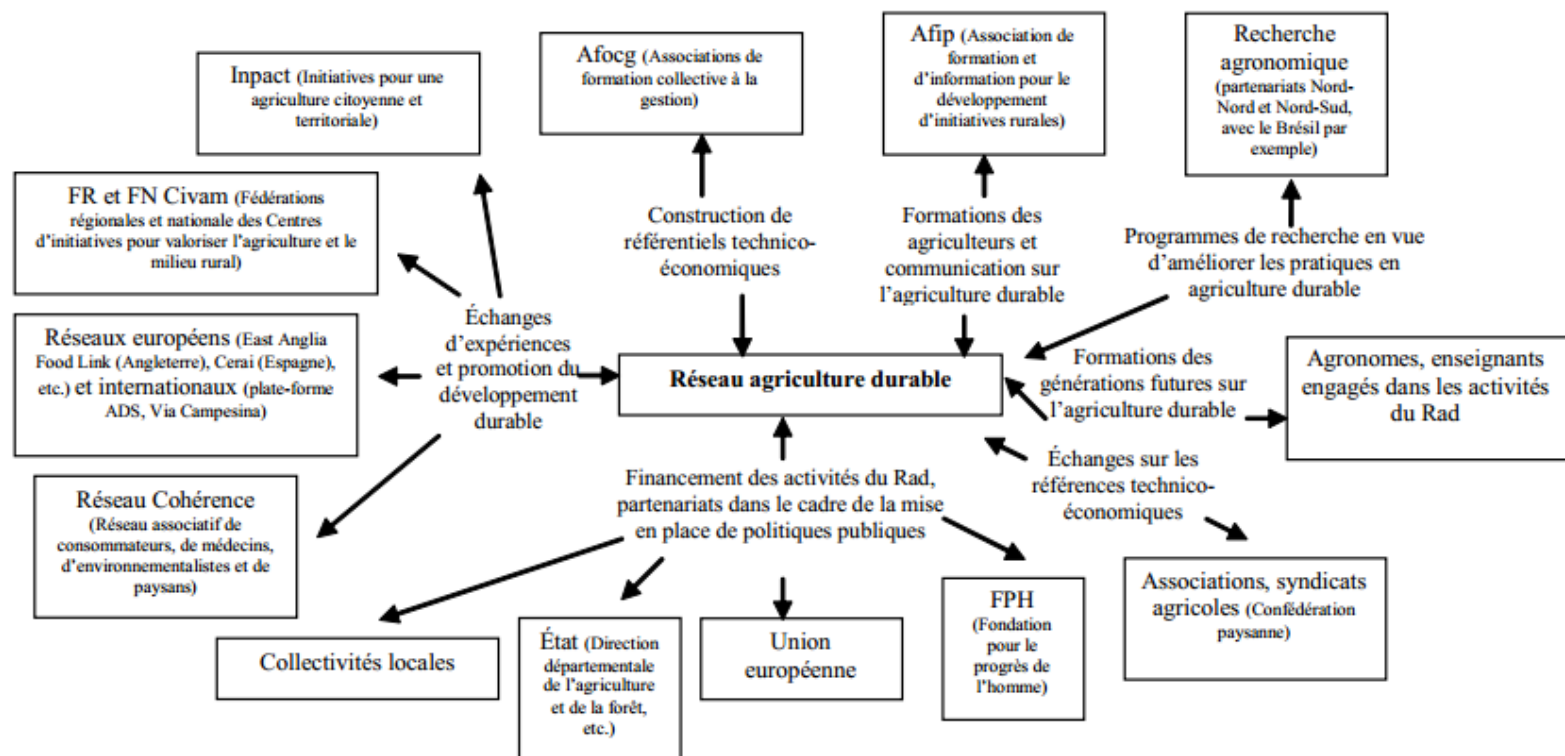 Inpact (Initiatives pour une
agriculture citoyenne et
territoriale)
Afocg (Associations de
formation collective à la
gestion)
Afip (Association de
formation et
d'information pour le
développement
d'initiatives rurales)
Recherche
agronomique
(partenariats Nord-
Nord et Nord-Sud,
avec le Brésil par
exemple)
FR et FN Civam (Fédérations
régionales et nationale des Centres
d'initiatives pour valoriser l'agriculture et le
milieu rural)
Construction de
référentiels technico-
économiques
Formations des
agriculteurs et
communication sur
l'agriculture durable
Programmes de recherche en vue
d'améliorer les pratiques en
agriculture durable
Réseaux européens (East Anglia
Food Link (Angleterre), Cerai (Espagne),
etc.) et internationaux (plate-forme
ADS, Via Campesina)
Échanges
d'expériences
et promotion du
développement
durable
Réseau agriculture durable
Formations des
générations futures sur
l'agriculture durable
Agronomes, enseignants
engagés dans les activités
du Rad
Réseau Cohérence
(Réseau associatif de
consommateurs, de médecins,
d'environnementalistes et de
paysans)
Financement des activités du Rad,
partenariats dans le cadre de la mise
en place de politiques publiques
Échanges sur les
références technico-
économiques
Collectivités locales
État (Direction
départementale
de l'agriculture
et de la forêt,
etc.)
Union
européenne
FPH
(Fondation
pour le
progrès de
l'homme)
Associations, syndicats
agricoles (Confédération
paysanne)